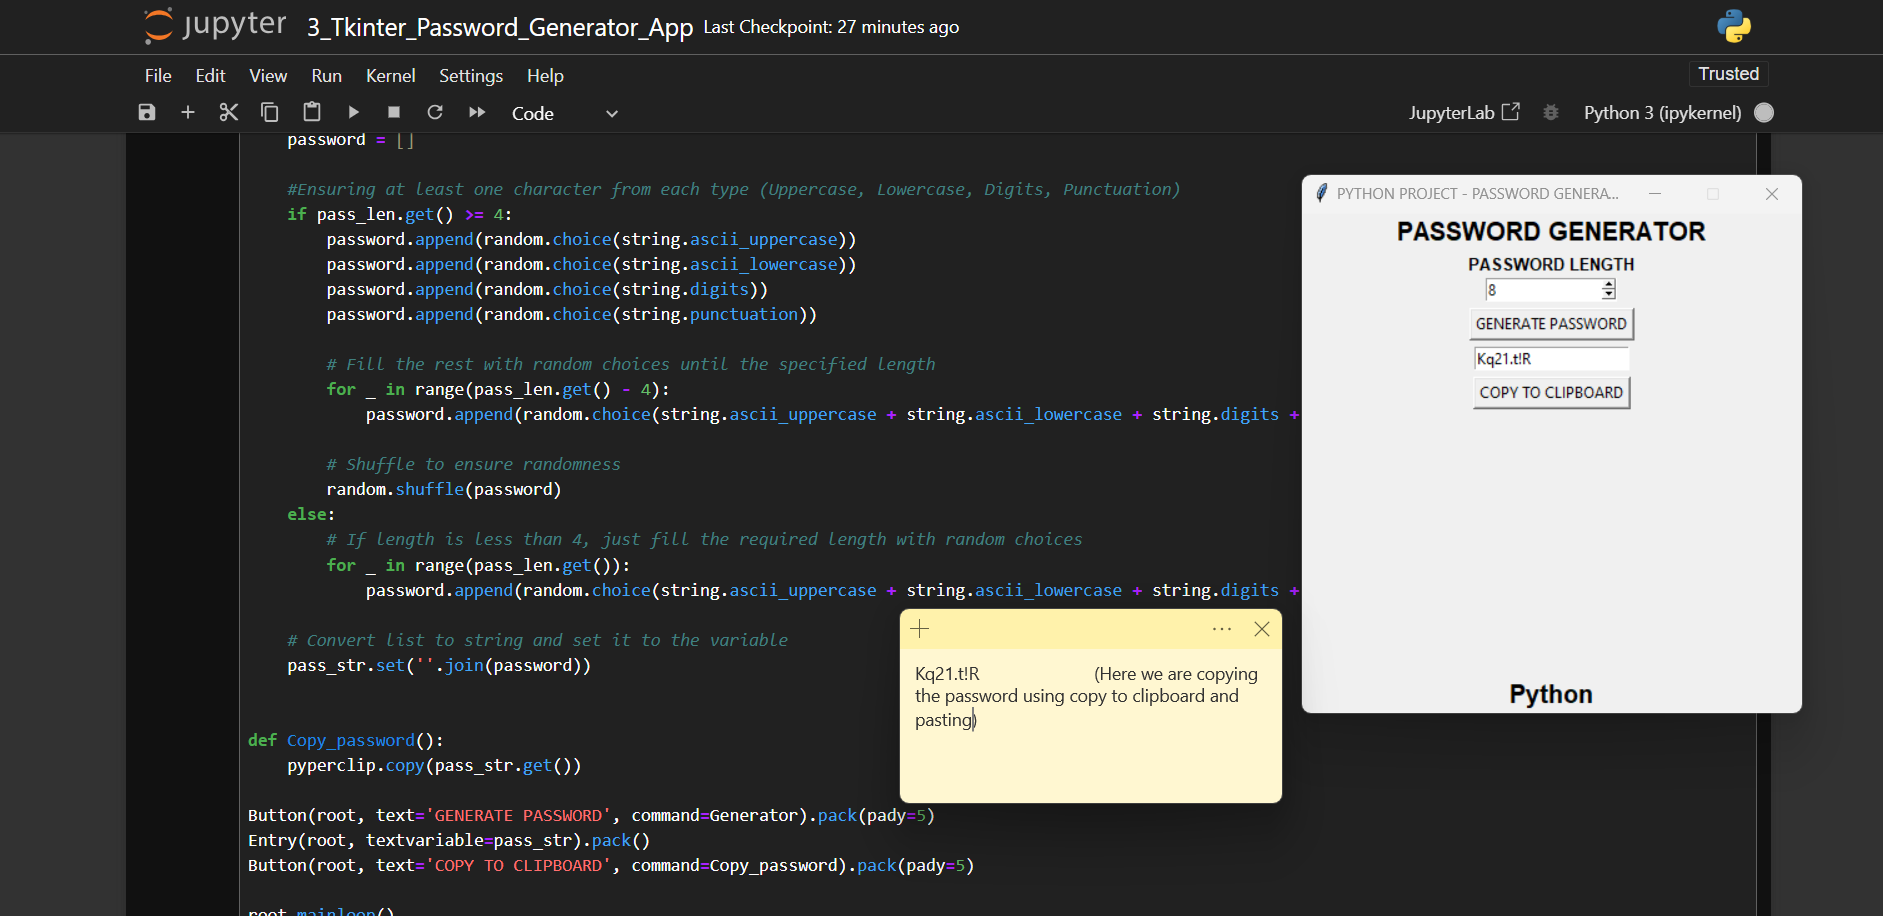 jupyter 3_Tkinter_Password_Generator_App Last Checkpoint: 27 minutes ago
File Edit View Run Kernel Settings Help
Trusted
Code
JupyterLab
Python 3 (ipykernel)
password = []
#Ensuring at least one character from each type (Uppercase, Lowercase, Digits, Punctuation)
if pass_len.get() >= 4:
password.append(random.choice(string.ascii_uppercase))
password.append(random.choice(string.ascii_lowercase))
password.append(random.choice(string.digits))
password.append(random.choice(string.punctuation))
# Fill the rest with random choices until the specified length
for _ in range(pass_len.get() - 4):
password.append(random.choice(string.ascii_uppercase + string.ascii_lowercase + string.digits +
# Shuffle to ensure randomness
random.shuffle(password)
else:
# If length is less than 4, just fill the required length with random choices
for _ in range(pass_len.get()):
password.append(random.choice(string.ascii_uppercase + string.ascii_lowercase + string.digits +
# Convert list to string and set it to the variable
pass_str.set(''.join(password))
def Copy_password():
pyperclip.copy(pass_str.get())
Button(root, text='GENERATE PASSWORD', command=Generator).pack(pady=5)
Entry(root, textvariable=pass_str).pack()
Button(root, text='COPY TO CLIPBOARD', command=Copy_password).pack(pady=5)
root.mainloop()
PYTHON PROJECT - PASSWORD GENERA...
PASSWORD GENERATOR
PASSWORD LENGTH
8
GENERATE PASSWORD
Kq21.t!R
COPY TO CLIPBOARD
Python
Kq21.t!R (Here we are copying
the password using copy to clipboard and
pasting)